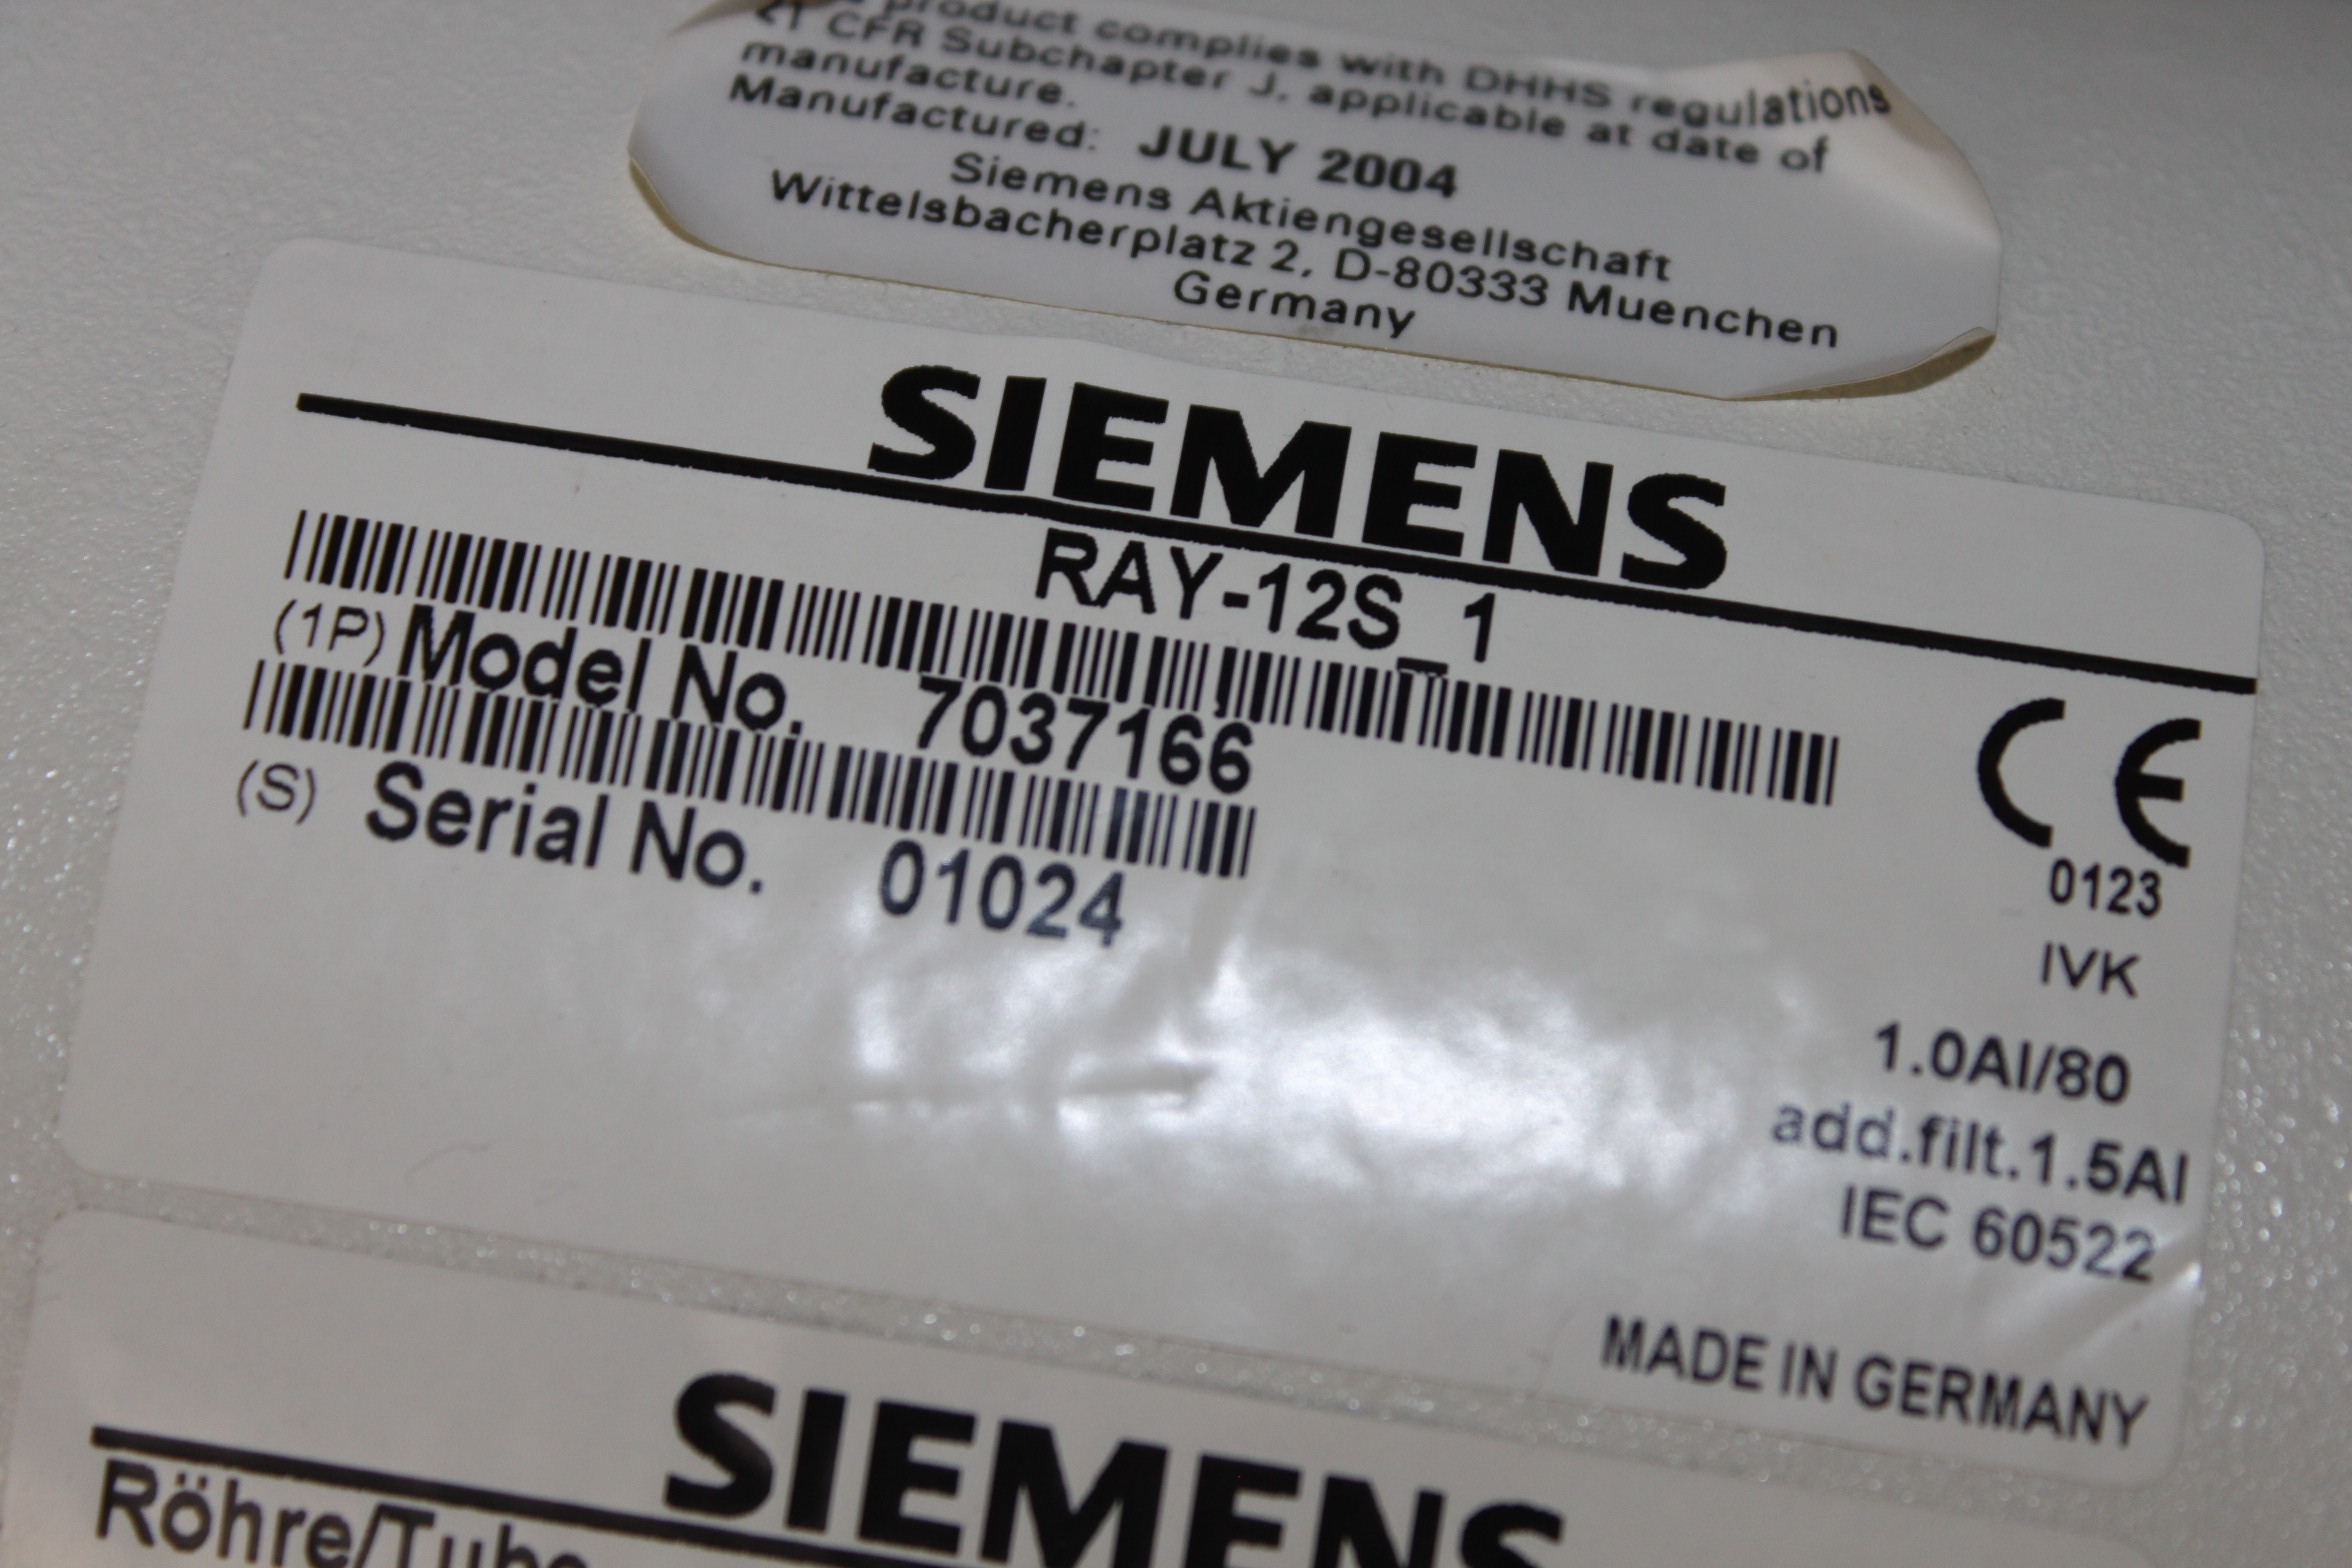 product complies with DHHS regulations
21 CFR Subchapter J, applicable at date of
manufacture.
Manufactured: JULY 2004
Siemens Aktiengesellschaft
Wittelsbacherplatz 2, D-80333 Muenchen
Germany
SIEMENS
RAY-12S_1
(1P) Model No. 7037166
(S) Serial No. 01024
CE
0123
IVK
1.0Al/80
add.filt.1.5Al
IEC 60522
MADE IN GERMANY
SIEMENS
Röhre/Tube